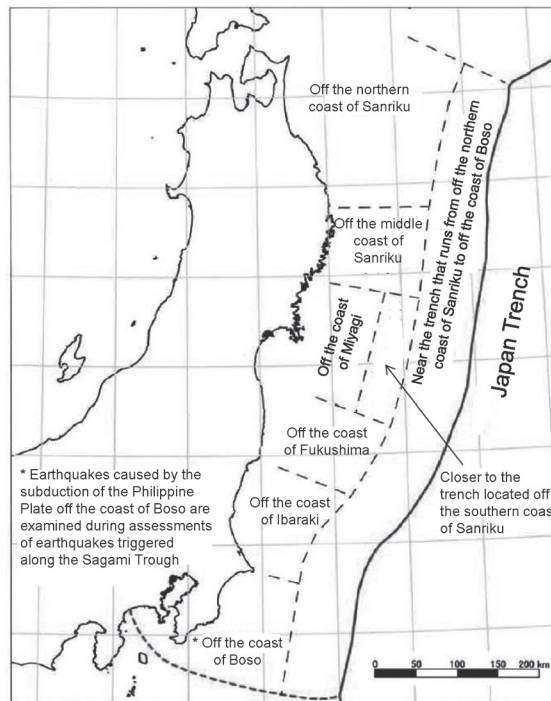 Off the northern
coast of Sanriku
Near the trench that runs from off the northern
coast of Sanriku to off the coast of Boso
Off the middle
coast of
Sanriku
Off the coast
of Miyagi
Japan Trench
Off the coast
of Fukushima
Closer to the
trench located off
the southern coast
of Sanriku
* Earthquakes caused by the
subduction of the Philippine
Plate off the coast of Boso are
examined during assessments
of earthquakes triggered
along the Sagami Trough
Off the coast
of Ibaraki
* Off the coast
of Boso
0 50 100 150 200 km